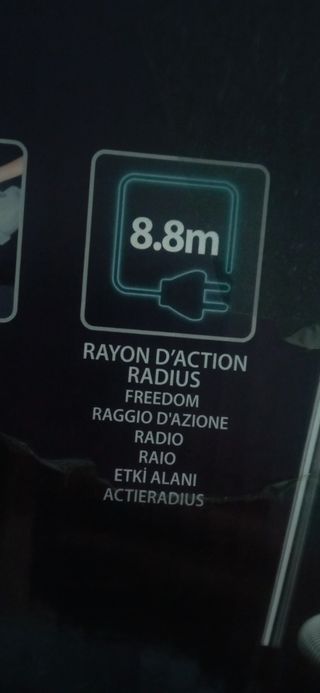 8.8m
RAYON D'ACTION
RADIUS
FREEDOM
RAGGIO D'AZIONE
RADIO
RAIO
ETKİ ALANI
ACTIERADIUS